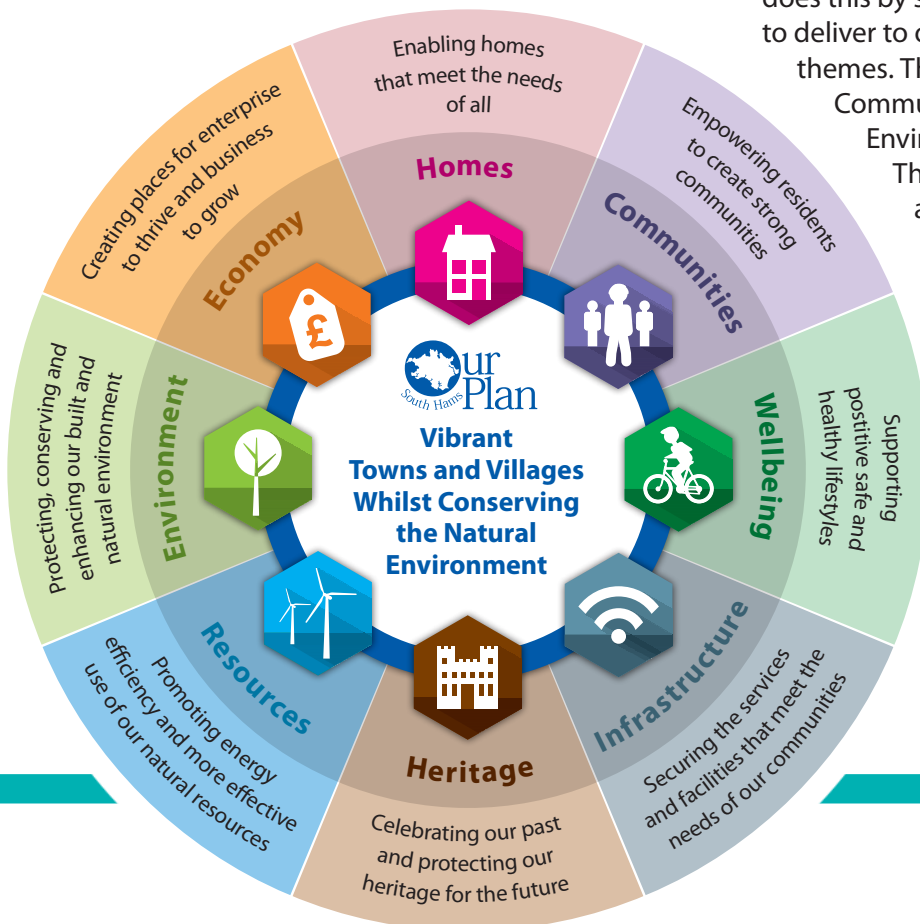 does this by s
to deliver to o
themes. Th
Commu
Envir
Th
a
Enabling homes
that meet the needs
of all
Homes
Empowering residents
to create strong
communities
Communities
Supporting
postitive safe and
healthy lifestyles
Wellbeing
Securing the services
and facilities that meet the
needs of our communities
Infrastructure
Celebrating our past
and protecting our
heritage for the future
Heritage
Promoting energy
efficiency and more effective
use of our natural resources
Resources
Protecting, conserving and
enhancing our built and
natural environment
Environment
Creating places for enterprise
to thrive and business
to grow
Economy
£
Our
Plan
South Hams
Vibrant
Towns and Villages
Whilst Conserving
the Natural
Environment